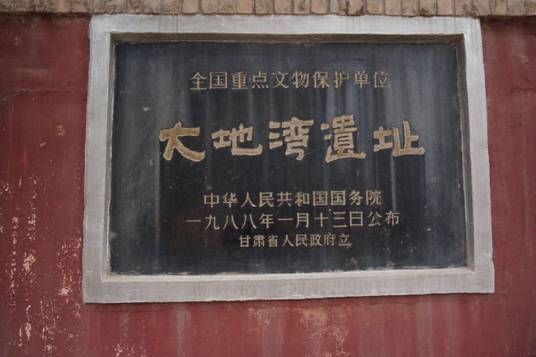 全国重点文物保护单位
大地湾遗址
中华人民共和国国务院
一九八八年一月十三日公布
甘肃省人民政府立